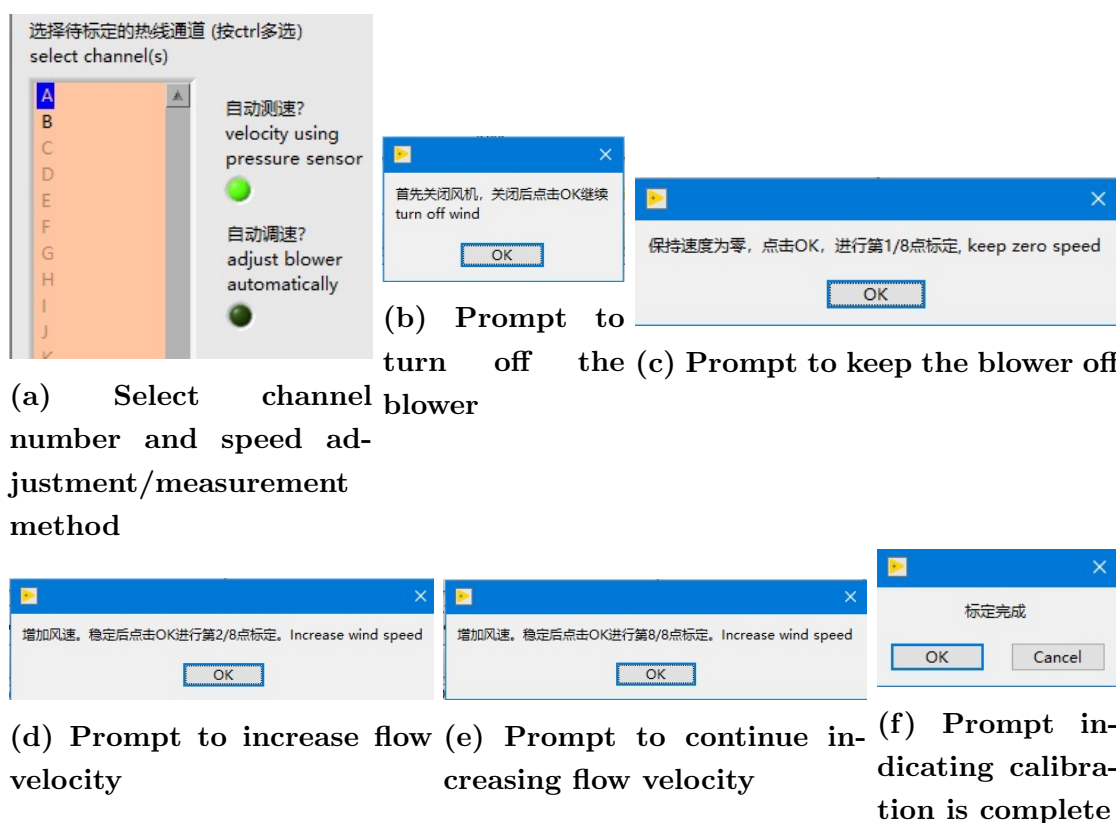 选择待标定的热线通道 (按ctrl多选)
select channel(s)
A
B
C
D
E
F
G
H
I
J
K
自动测速?
velocity using
pressure sensor
自动调速?
adjust blower
automatically
(a) Select channel
number and speed ad-
justment/measurement
method
首先关闭风机，关闭后点击OK继续
turn off wind
OK
(b) Prompt to
turn off the
blower
保持速度为零，点击OK，进行第1/8点标定, keep zero speed
OK
(c) Prompt to keep the blower off
增加风速。稳定后点击OK进行第2/8点标定。Increase wind speed
OK
(d) Prompt to increase flow
velocity
增加风速。稳定后点击OK进行第8/8点标定。Increase wind speed
OK
(e) Prompt to continue in-
creasing flow velocity
标定完成
OK Cancel
(f) Prompt in-
dicating calibra-
tion is complete